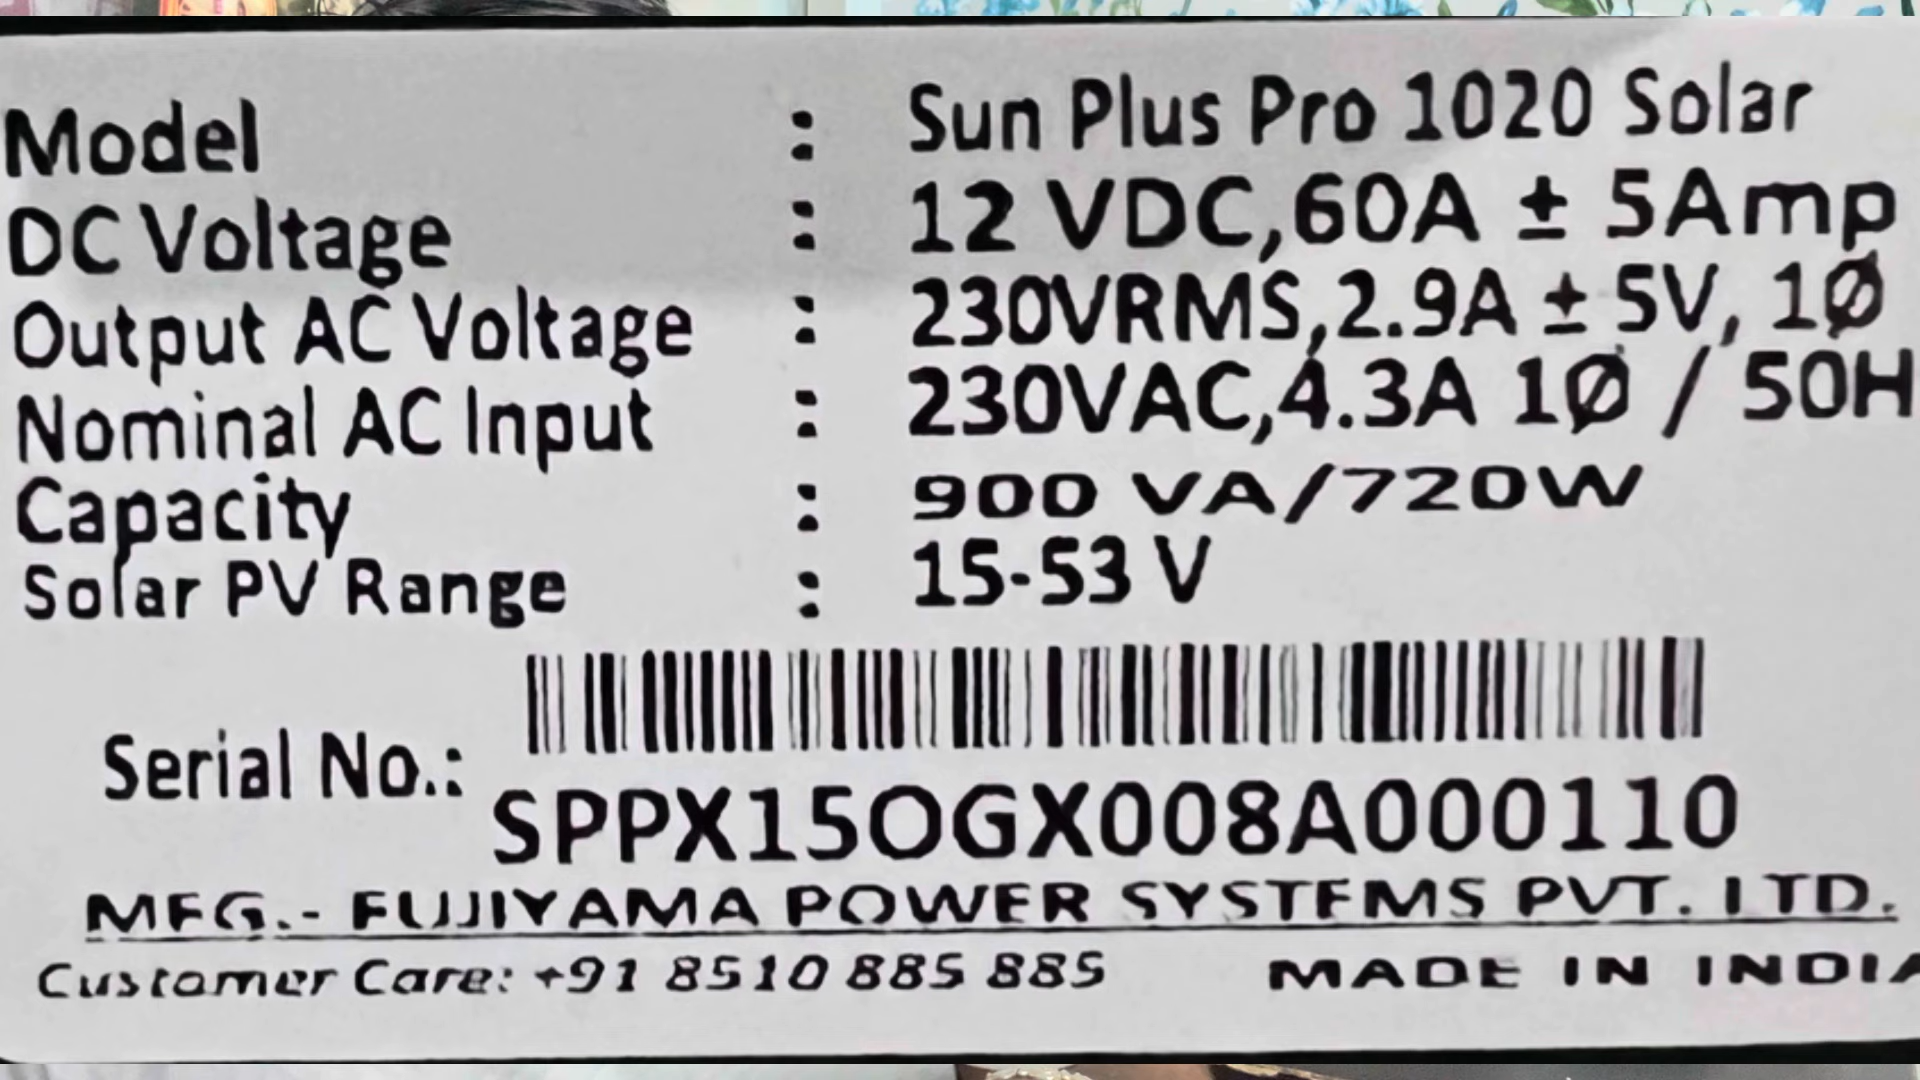 Model : Sun Plus Pro 1020 Solar
DC Voltage : 12 VDC,60A ± 5Amp
Output AC Voltage : 230VRMS,2.9A ± 5V, 1Ø
Nominal AC Input : 230VAC,4.3A 1Ø / 50H
Capacity : 900 VA/720W
Solar PV Range : 15-53 V
Serial No.:
SPPX15OGX008A000110
MFG.- FUJIYAMA POWER SYSTEMS PVT. LTD.
Customer Care: +91 8510 885 885 MADE IN INDIA